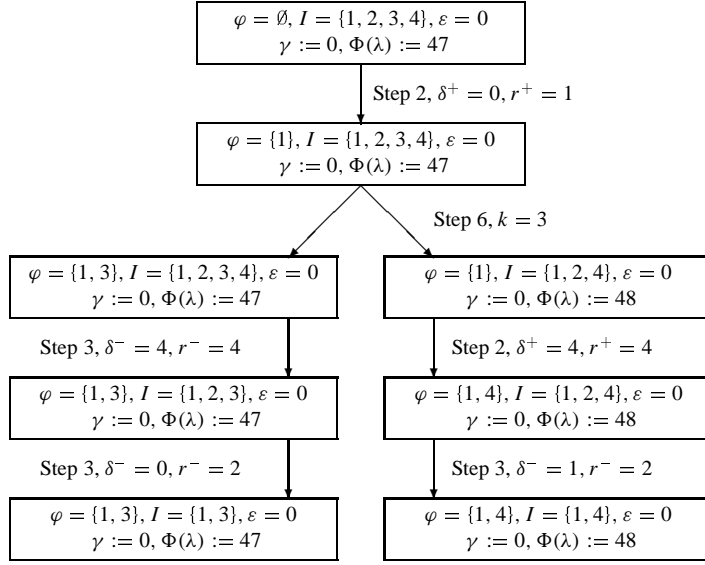 φ = ∅, I = {1, 2, 3, 4}, ε = 0
γ := 0, Φ(λ) := 47
Step 2, δ⁺ = 0, r⁺ = 1
φ = {1}, I = {1, 2, 3, 4}, ε = 0
γ := 0, Φ(λ) := 47
Step 6, k = 3
φ = {1, 3}, I = {1, 2, 3, 4}, ε = 0
γ := 0, Φ(λ) := 47
φ = {1}, I = {1, 2, 4}, ε = 0
γ := 0, Φ(λ) := 48
Step 3, δ⁻ = 4, r⁻ = 4
Step 2, δ⁺ = 4, r⁺ = 4
φ = {1, 3}, I = {1, 2, 3}, ε = 0
γ := 0, Φ(λ) := 47
φ = {1, 4}, I = {1, 2, 4}, ε = 0
γ := 0, Φ(λ) := 48
Step 3, δ⁻ = 0, r⁻ = 2
Step 3, δ⁻ = 1, r⁻ = 2
φ = {1, 3}, I = {1, 3}, ε = 0
γ := 0, Φ(λ) := 47
φ = {1, 4}, I = {1, 4}, ε = 0
γ := 0, Φ(λ) := 48